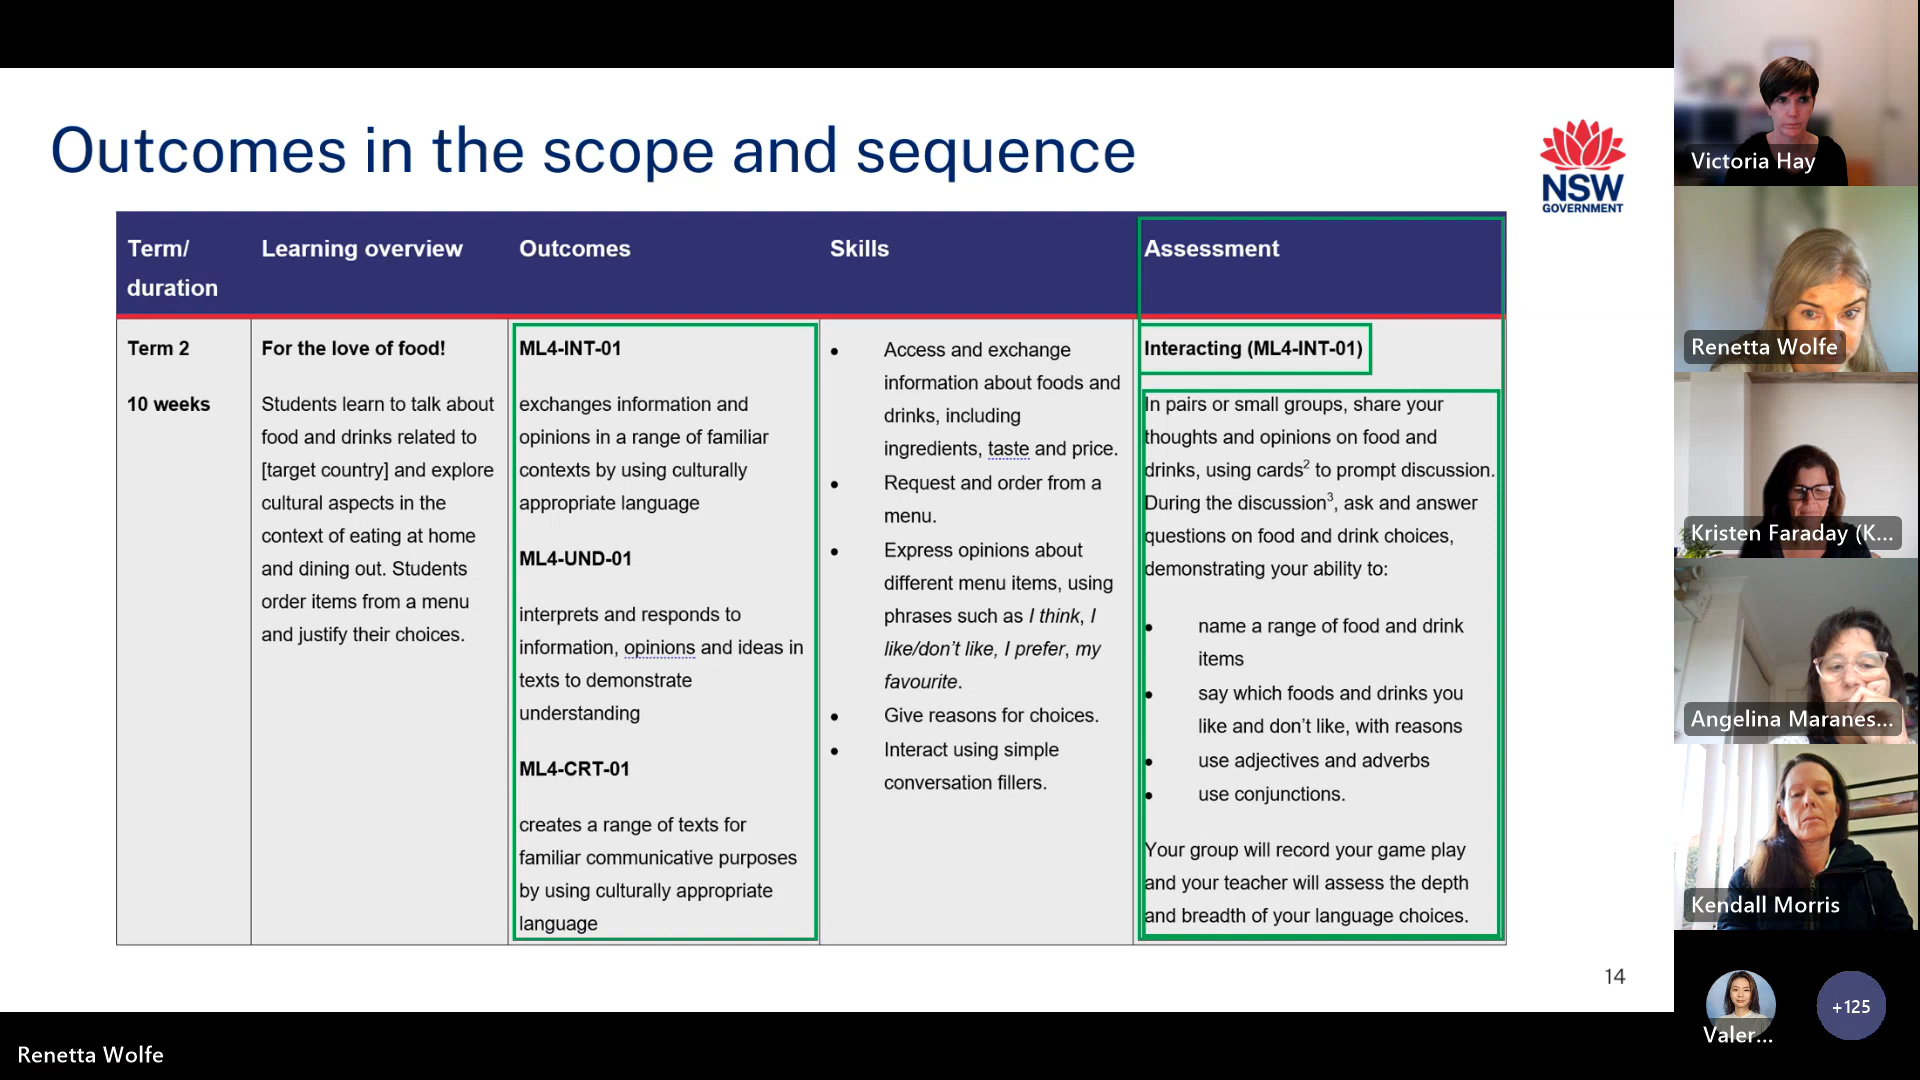 Outcomes in the scope and sequence
NSW
GOVERNMENT
Term/
duration
Learning overview
Outcomes
Skills
Assessment
Term 2
10 weeks
For the love of food!
Students learn to talk about
food and drinks related to
[target country] and explore
cultural aspects in the
context of eating at home
and dining out. Students
order items from a menu
and justify their choices.
ML4-INT-01
exchanges information and
opinions in a range of familiar
contexts by using culturally
appropriate language
ML4-UND-01
interprets and responds to
information, opinions and ideas in
texts to demonstrate
understanding
ML4-CRT-01
creates a range of texts for
familiar communicative purposes
by using culturally appropriate
language
• Access and exchange
information about foods and
drinks, including
ingredients, taste and price.
• Request and order from a
menu.
• Express opinions about
different menu items, using
phrases such as I think, I
like/don’t like, I prefer, my
favourite.
• Give reasons for choices.
• Interact using simple
conversation fillers.
Interacting (ML4-INT-01)
In pairs or small groups, share your
thoughts and opinions on food and
drinks, using cards² to prompt discussion.
During the discussion³, ask and answer
questions on food and drink choices,
demonstrating your ability to:
• name a range of food and drink
items
• say which foods and drinks you
like and don’t like, with reasons
• use adjectives and adverbs
• use conjunctions.
Your group will record your game play
and your teacher will assess the depth
and breadth of your language choices.
14
Victoria Hay
Renetta Wolfe
Kristen Faraday (K...
Angelina Maranes...
Kendall Morris
Valer...
+125
Renetta Wolfe